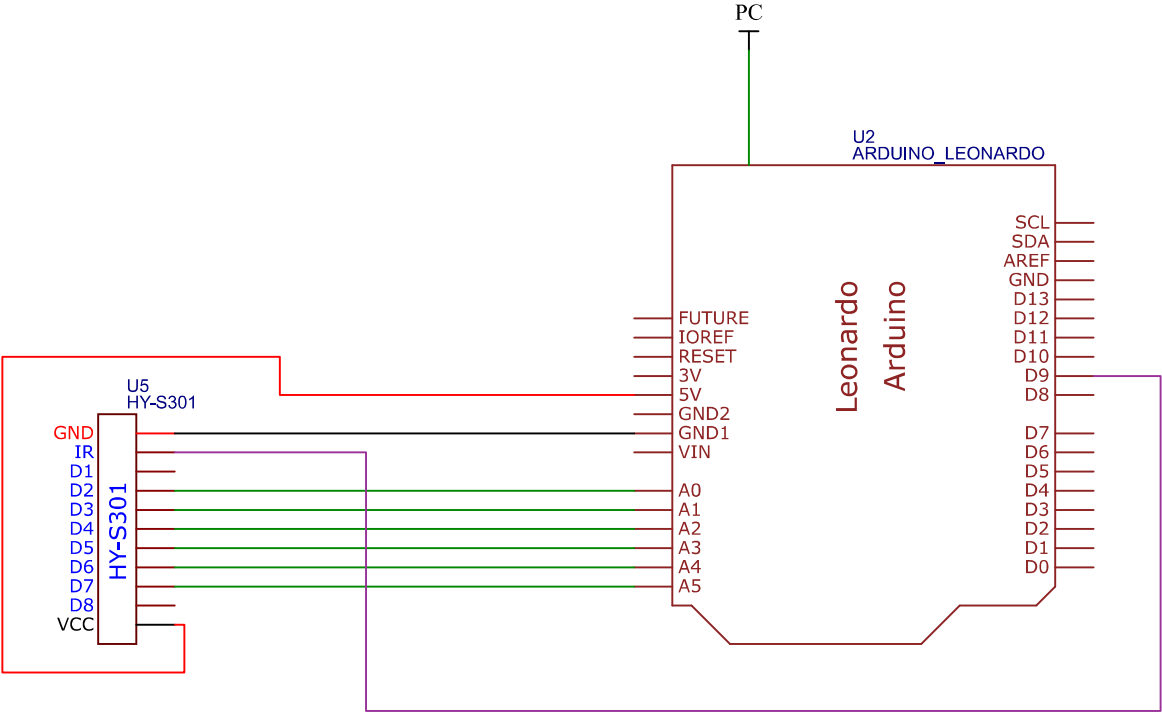 PC
U2
ARDUINO_LEONARDO
SCL
SDA
AREF
GND
D13
D12
D11
D10
D9
D8
D7
D6
D5
D4
D3
D2
D1
D0
Leonardo
Arduino
FUTURE
IOREF
RESET
3V
5V
GND2
GND1
VIN
A0
A1
A2
A3
A4
A5
U5
HY-S301
GND
IR
D1
D2
D3
D4
D5
D6
D7
D8
VCC
HY-S301